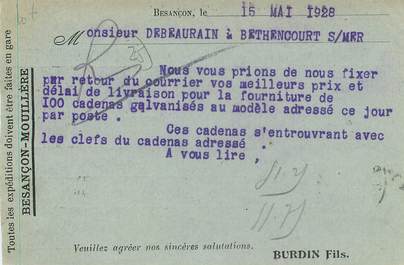 BESANÇON, le 15 MAI 1928
Monsieur DEBEAURAIN à BETHENCOURT S/MER
Nous vous prions de nous fixer
par retour du courrier vos meilleurs prix et
délai de livraison pour la fourniture de
I00 cadenas galvanisés au modèle adressé ce jour
par poste .
Ces cadenas s'entrouvrant avec
les clefs du cadenas adressé .
A vous lire ,
Veuillez agréer nos sincères salutations.
BURDIN Fils.
Toutes les expéditions doivent être faites en gare
BESANÇON-MOUILLÈRE